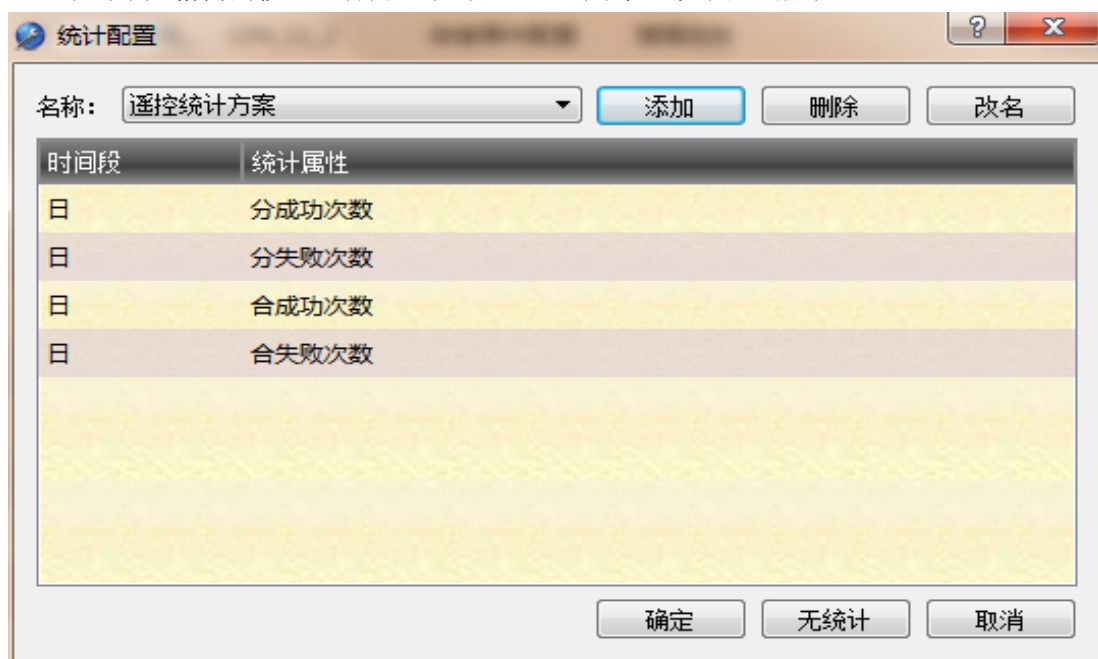 统计配置
名称： 遥控统计方案 添加 删除 改名
时间段 统计属性
日 分成功次数
日 分失败次数
日 合成功次数
日 合失败次数
确定 无统计 取消